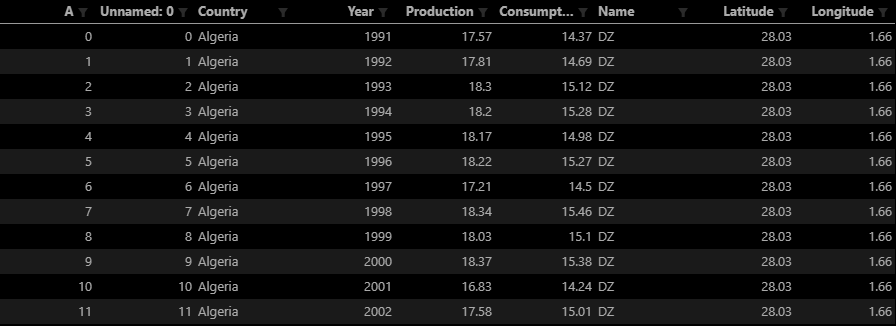 A Unnamed: 0 Country Year Production Consumpt... Name Latitude Longitude
0 0 Algeria 1991 17.57 14.37 DZ 28.03 1.66
1 1 Algeria 1992 17.81 14.69 DZ 28.03 1.66
2 2 Algeria 1993 18.3 15.12 DZ 28.03 1.66
3 3 Algeria 1994 18.2 15.28 DZ 28.03 1.66
4 4 Algeria 1995 18.17 14.98 DZ 28.03 1.66
5 5 Algeria 1996 18.22 15.27 DZ 28.03 1.66
6 6 Algeria 1997 17.21 14.5 DZ 28.03 1.66
7 7 Algeria 1998 18.34 15.46 DZ 28.03 1.66
8 8 Algeria 1999 18.03 15.1 DZ 28.03 1.66
9 9 Algeria 2000 18.37 15.38 DZ 28.03 1.66
10 10 Algeria 2001 16.83 14.24 DZ 28.03 1.66
11 11 Algeria 2002 17.58 15.01 DZ 28.03 1.66